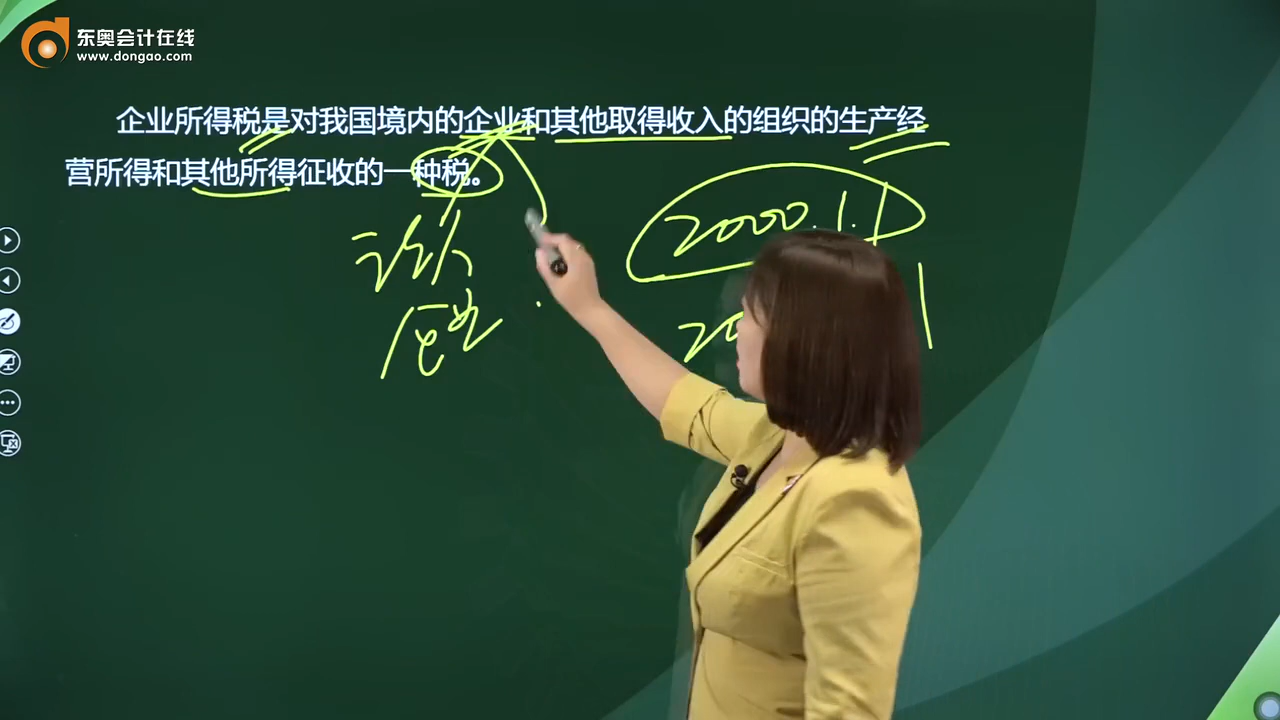 东奥会计在线
www.dongao.com
企业所得税是对我国境内的企业和其他取得收入的组织的生产经
营所得和其他所得征收的一种税。
2000.1.1